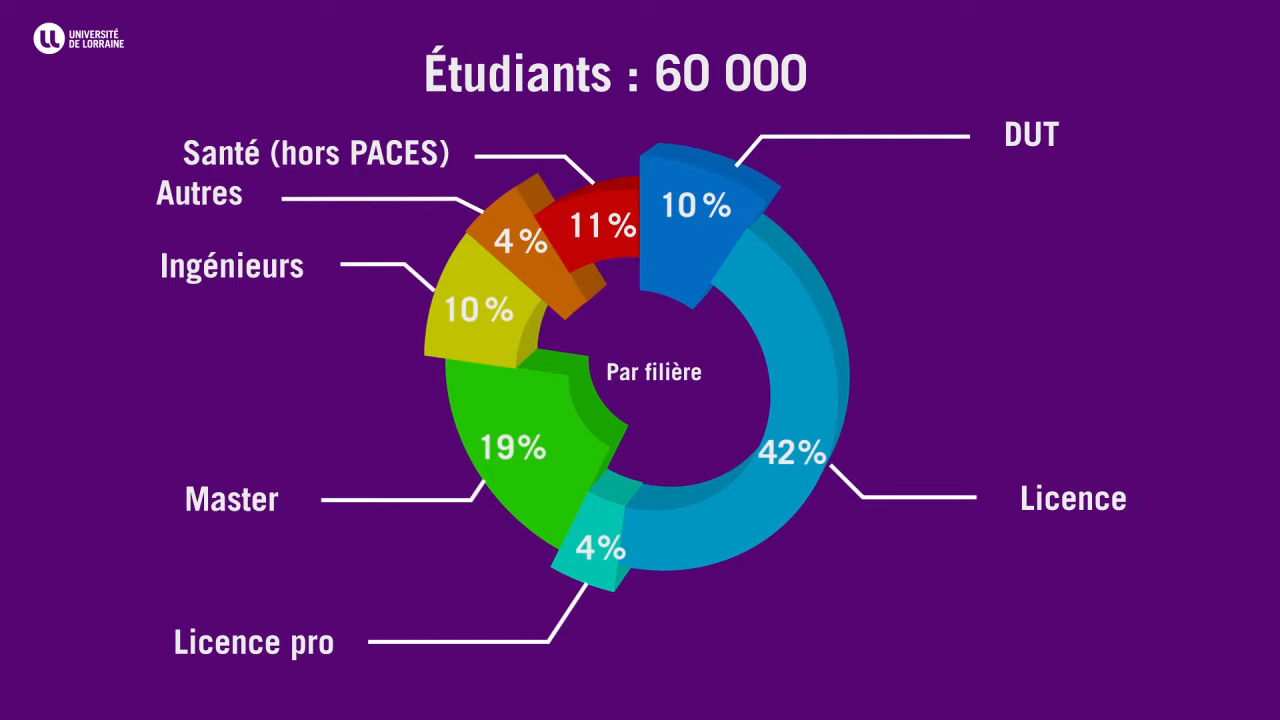 UNIVERSITÉ
DE LORRAINE
Étudiants : 60 000
DUT
Santé (hors PACES)
Autres
10 %
11 %
4 %
Ingénieurs
10 %
Par filière
19%
42%
Master
Licence
4%
Licence pro